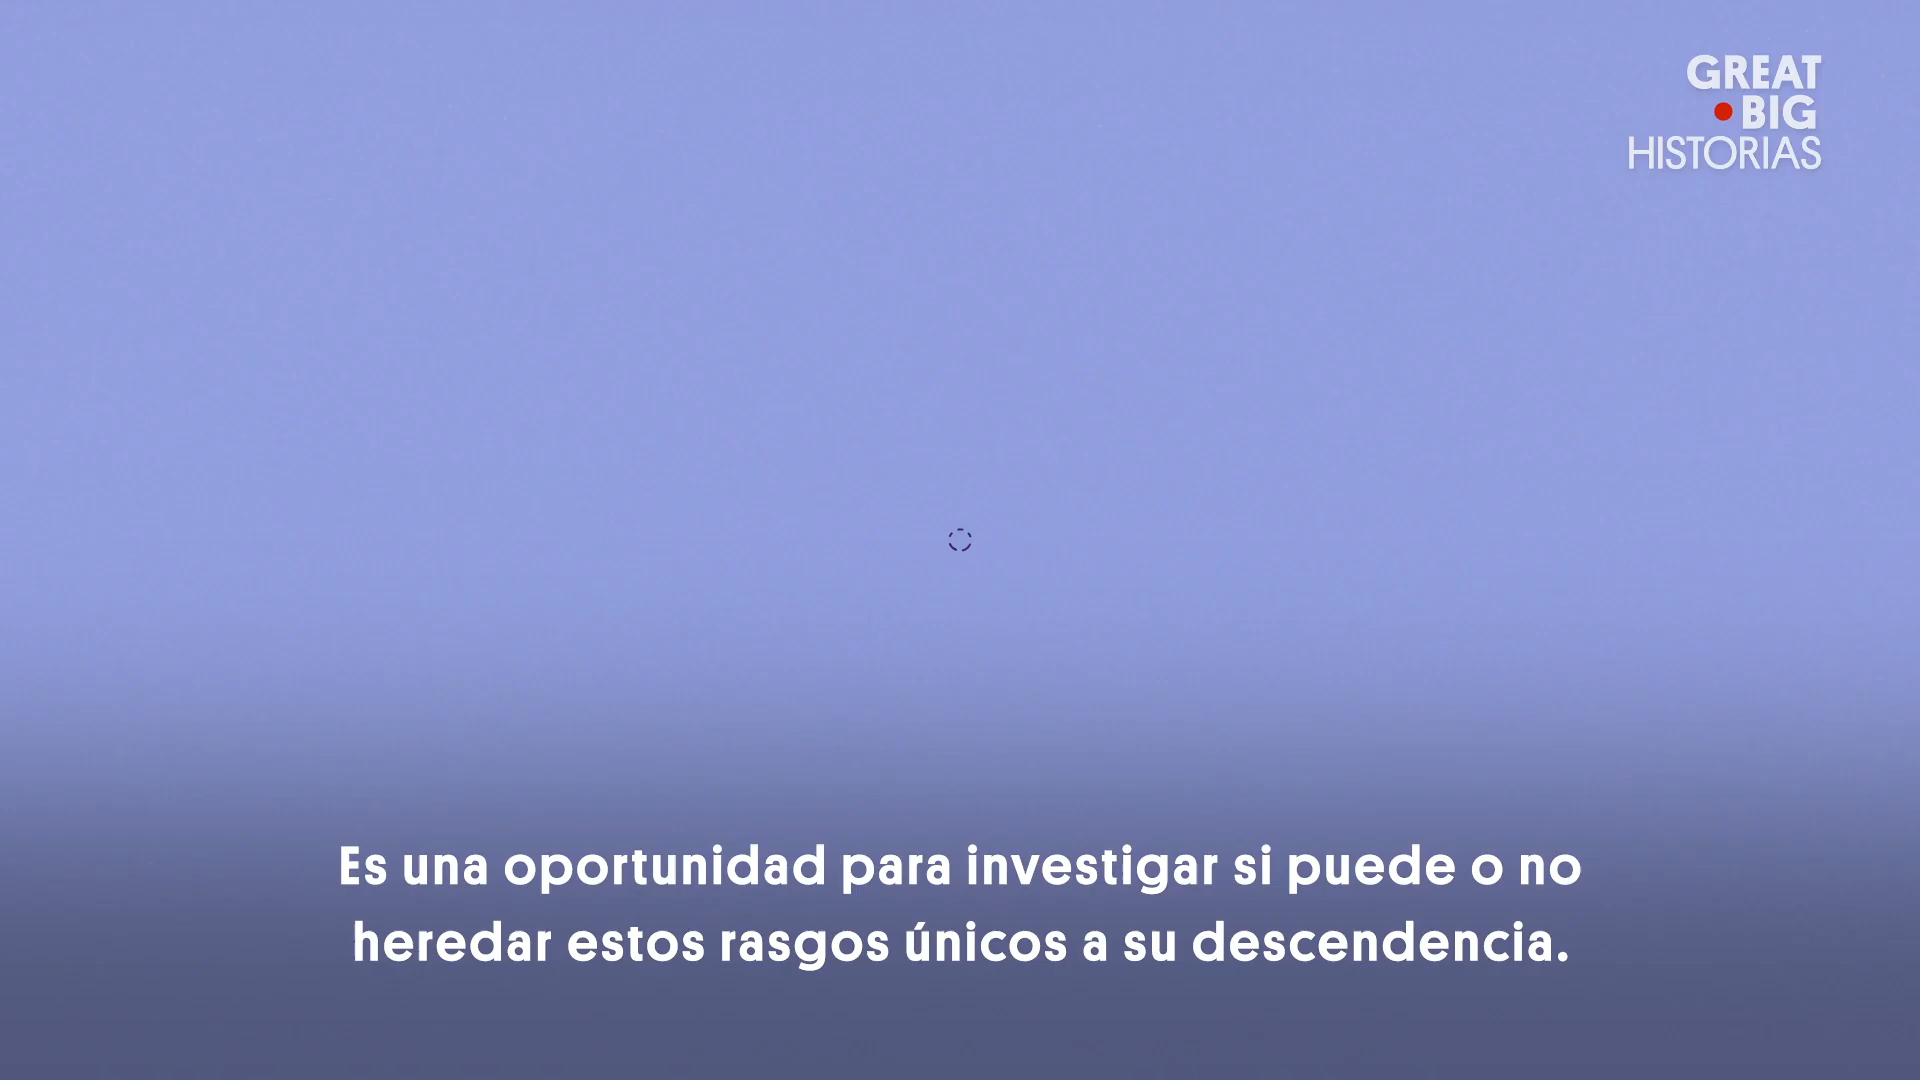 GREAT
BIG
HISTORIAS
Es una oportunidad para investigar si puede o no
heredar estos rasgos únicos a su descendencia.